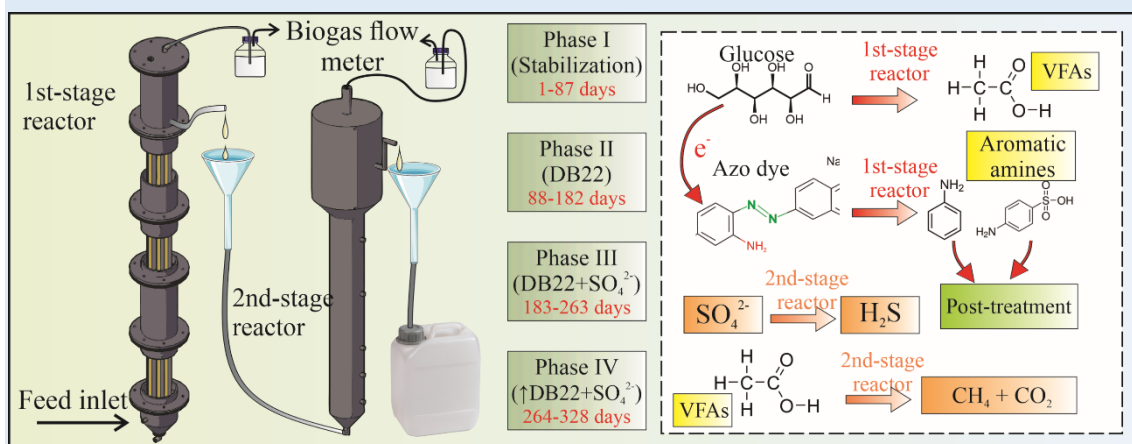 Biogas flow
meter
1st-stage
reactor
2nd-stage
reactor
Feed inlet
Phase I
(Stabilization)
1-87 days
Phase II
(DB22)
88-182 days
Phase III
(DB22+SO₄²⁻)
183-263 days
Phase IV
(↑DB22+SO₄²⁻)
264-328 days
Glucose
HO
OH
OH
OH
OH
O
H
1st-stage
reactor
H
H
C
H
C
O
O-H
VFAs
e⁻
Azo dye
Na
N
N
NH₂
1st-stage
reactor
Aromatic
amines
NH₂
H₂N
O
S
O
OH
Post-treatment
SO₄²⁻
2nd-stage
reactor
H₂S
VFAs
H
H
C
H
C
O
O-H
2nd-stage
reactor
CH₄ + CO₂